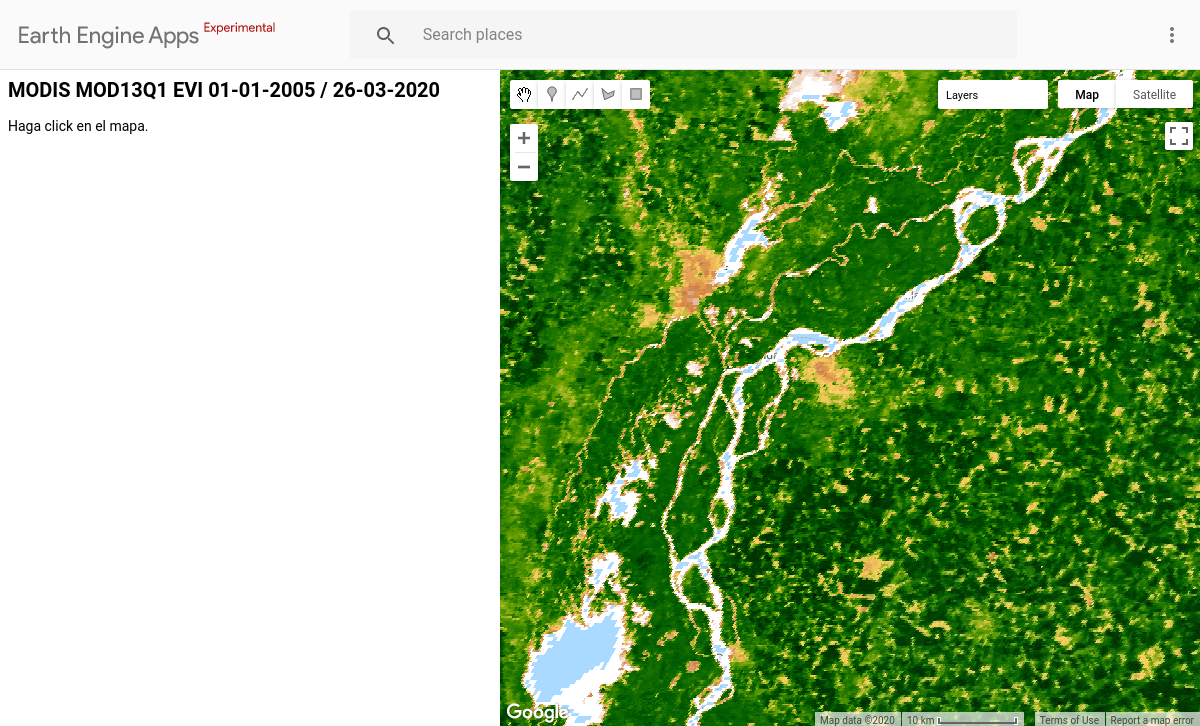 Earth Engine Apps Experimental
Search places
MODIS MOD13Q1 EVI 01-01-2005 / 26-03-2020
Haga click en el mapa.
Layers
Map
Satellite
+
−
Google
Map data ©2020
10 km
Terms of Use
Report a map error